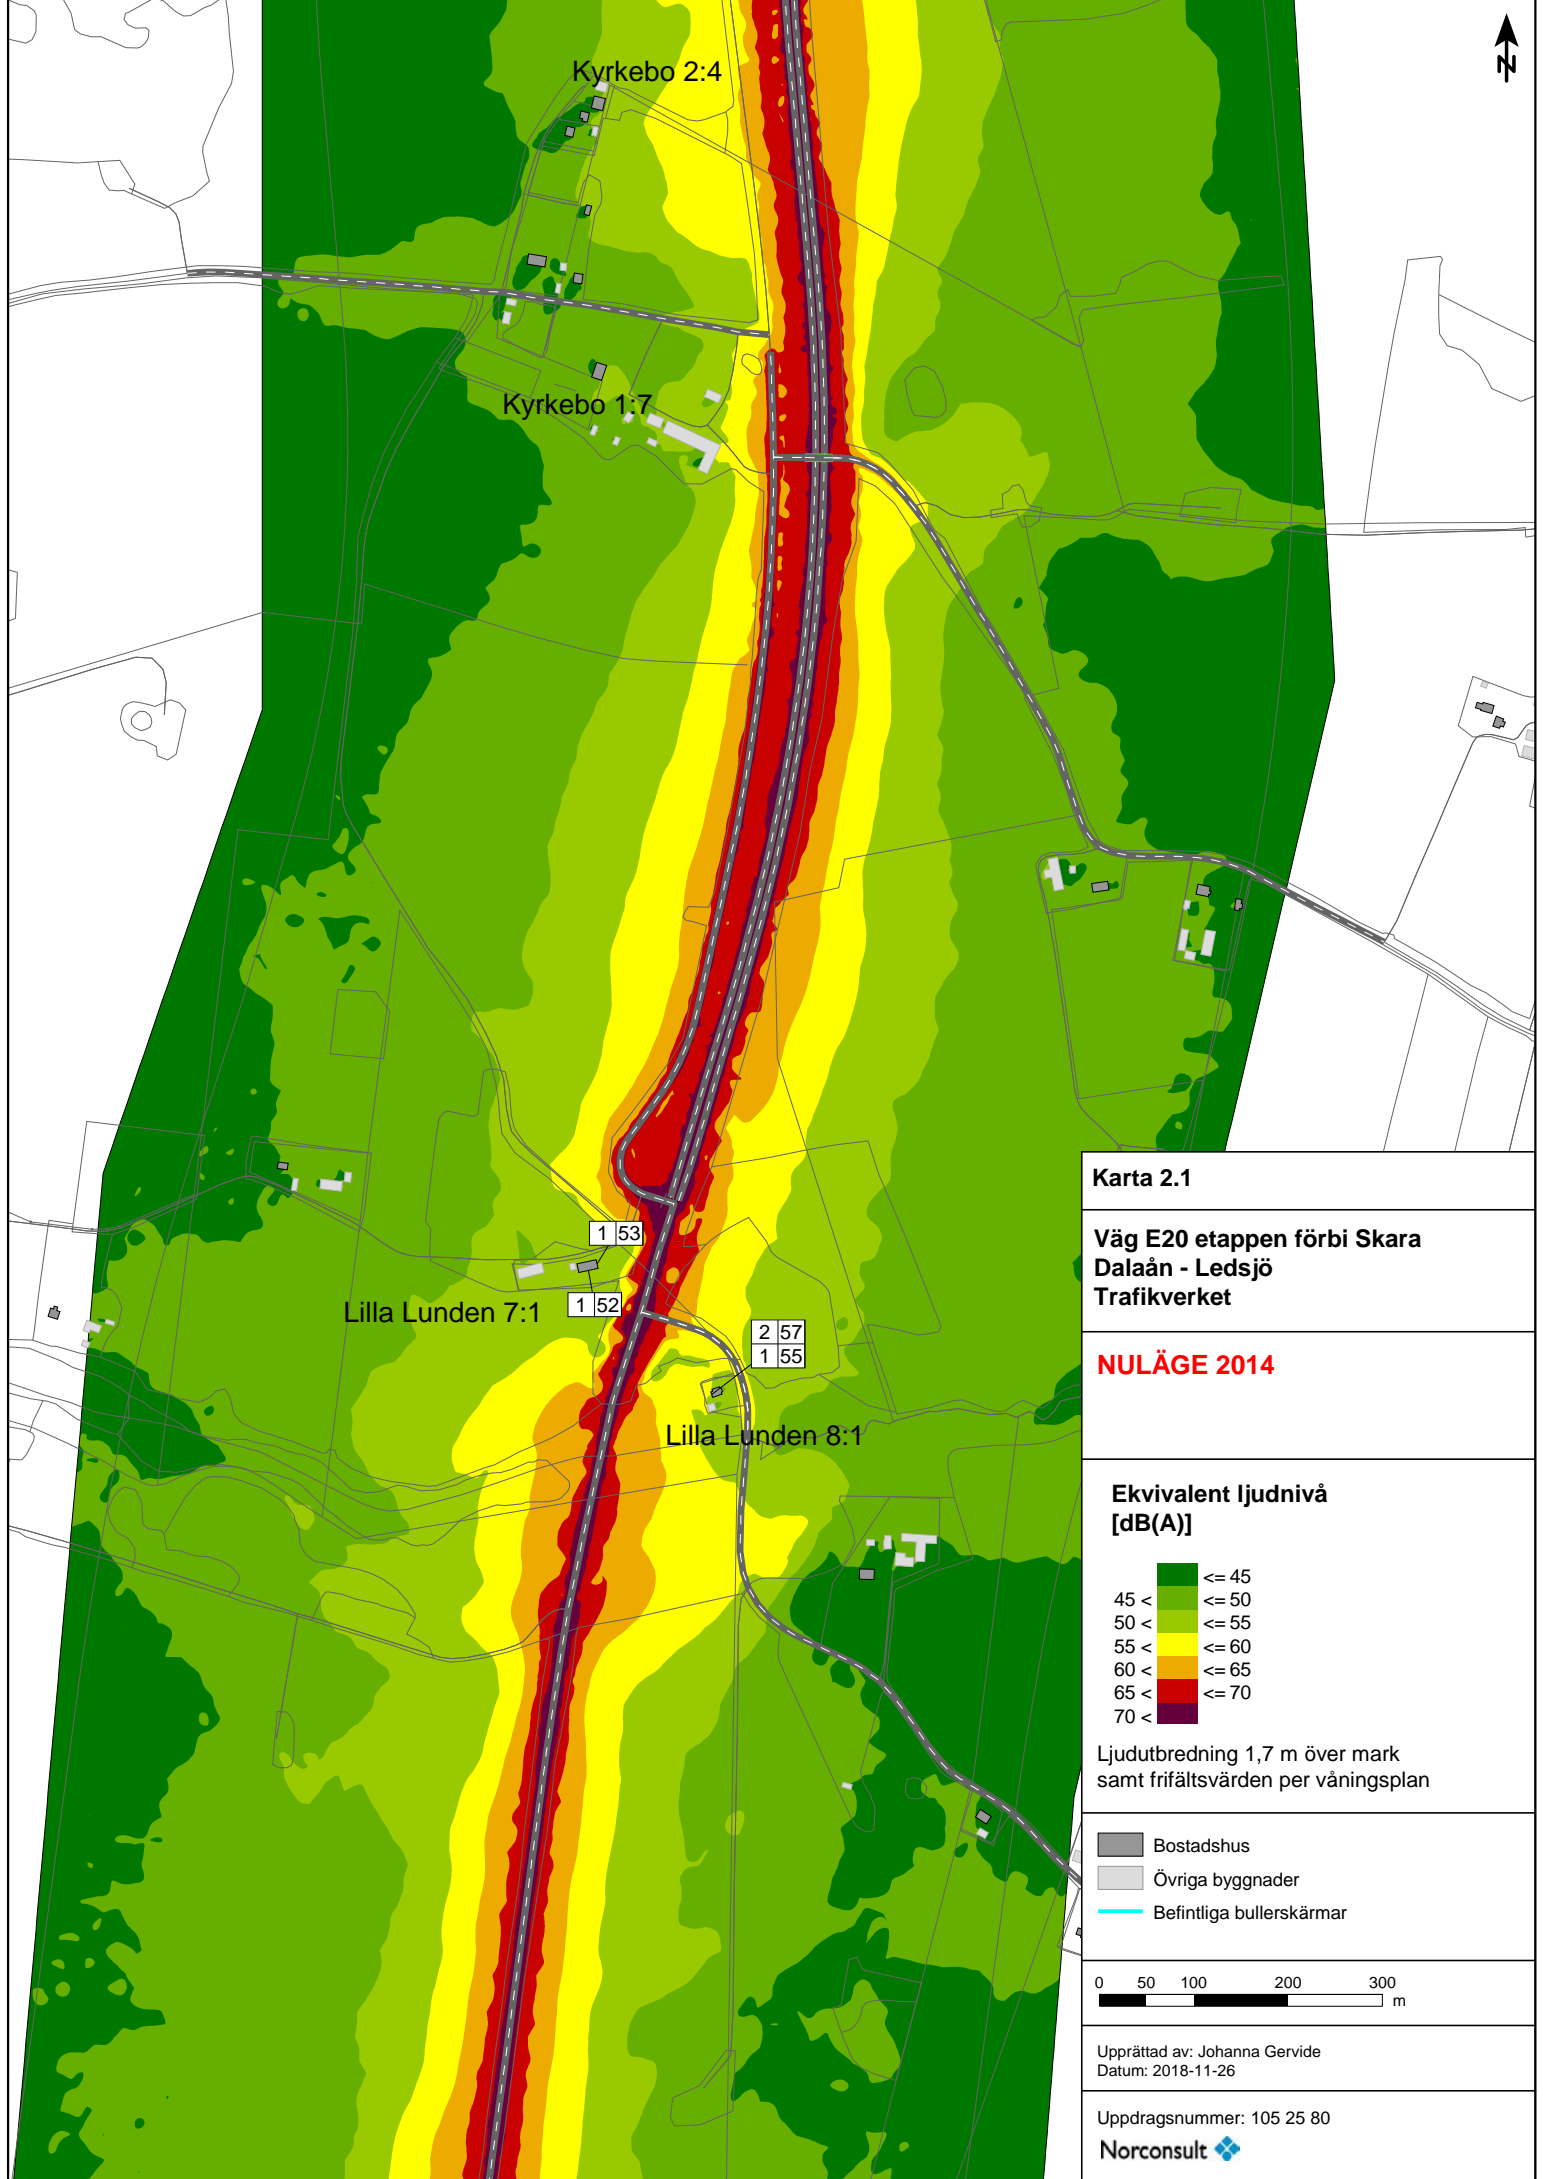 N
Kyrkebo 2:4
Kyrkebo 1:7
1 53
Lilla Lunden 7:1
1 52
2 57
1 55
Lilla Lunden 8:1
Karta 2.1
Väg E20 etappen förbi Skara
Dalaån - Ledsjö
Trafikverket
NULÄGE 2014
Ekvivalent ljudnivå
[dB(A)]
<= 45
45 < <= 50
50 < <= 55
55 < <= 60
60 < <= 65
65 < <= 70
70 <
Ljudutbredning 1,7 m över mark
samt frifältsvärden per våningsplan
Bostadshus
Övriga byggnader
Befintliga bullerskärmar
0 50 100 200 300
m
Upprättad av: Johanna Gervide
Datum: 2018-11-26
Uppdragsnummer: 105 25 80
Norconsult